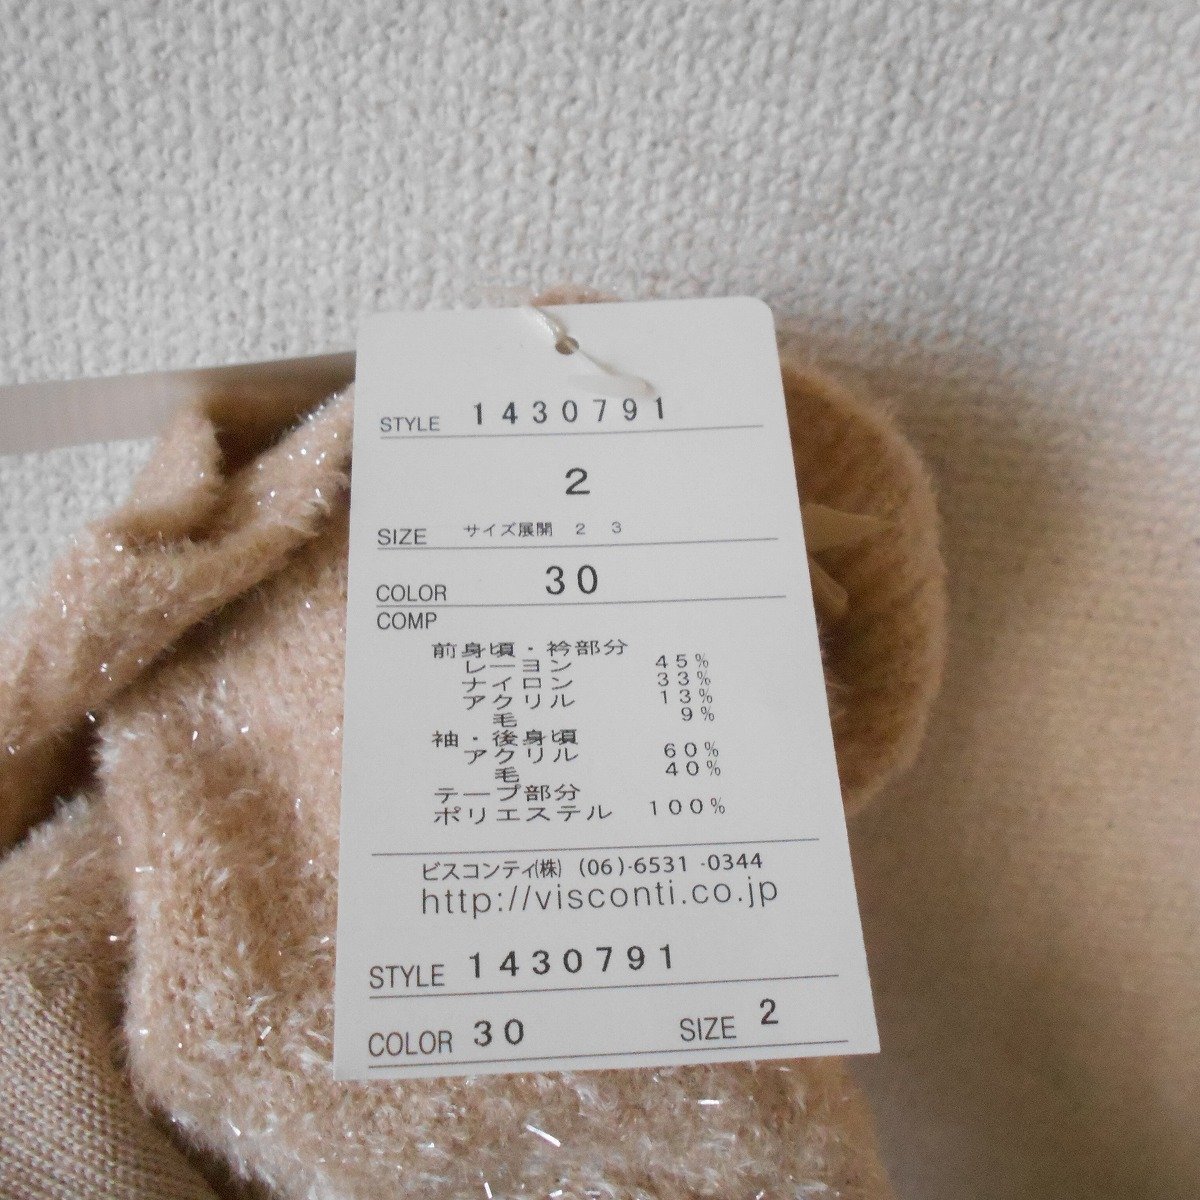 STYLE 1430791
2
SIZE サイズ展開 2 3
COLOR 30
COMP
前身頃・衿部分
レーヨン 45%
ナイロン 33%
アクリル 13%
毛 9%
袖・後身頃
アクリル 60%
毛 40%
テープ部分
ポリエステル 100%
ビスコンティ(株) (06)-6531 -0344
http://visconti.co.jp
STYLE 1430791
COLOR 30 SIZE 2